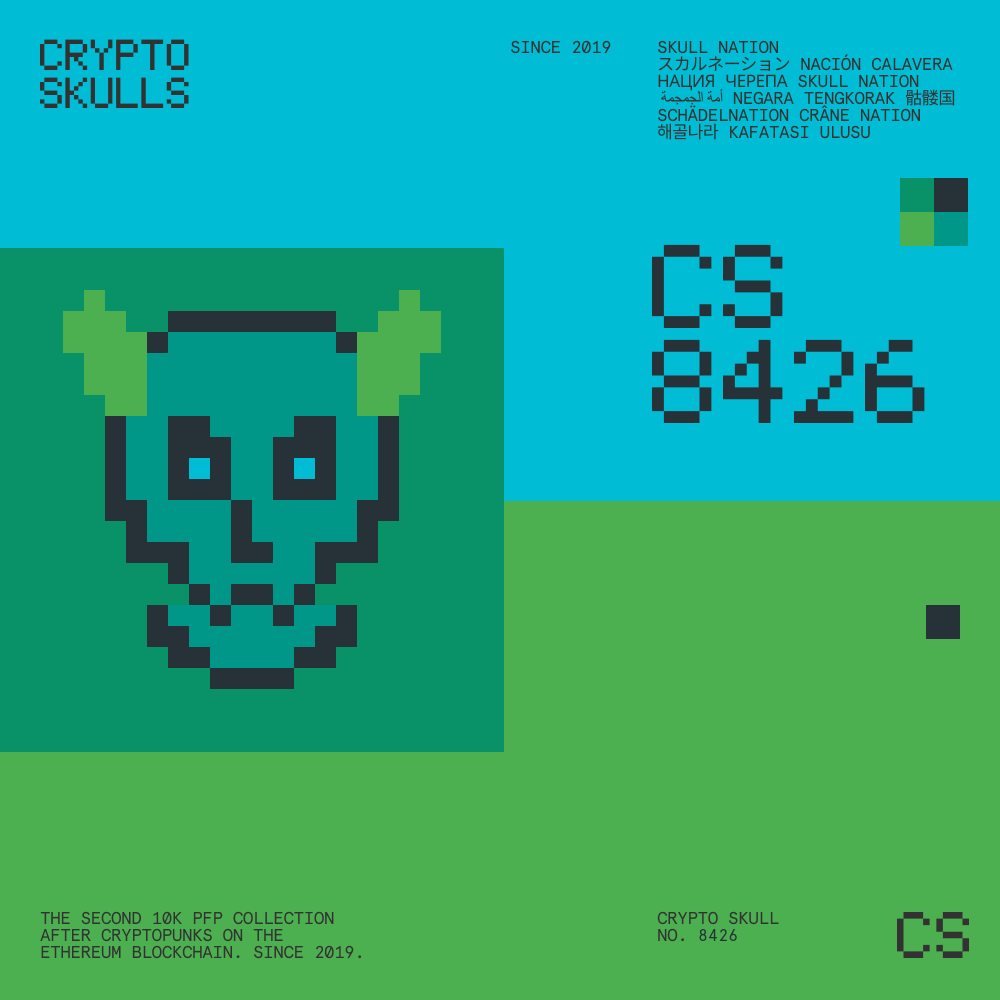 CRYPTO
SKULLS
SINCE 2019
SKULL NATION
スカルネーション NACIÓN CALAVERA
НАЦИЯ ЧЕРЕПА SKULL NATION
أمة الجمجمة NEGARA TENGKORAK 骷髅国
SCHÄDELNATION CRÂNE NATION
해골나라 KAFATASI ULUSU
CS
8426
THE SECOND 10K PFP COLLECTION
AFTER CRYPTOPUNKS ON THE
ETHEREUM BLOCKCHAIN. SINCE 2019.
CRYPTO SKULL
NO. 8426
CS